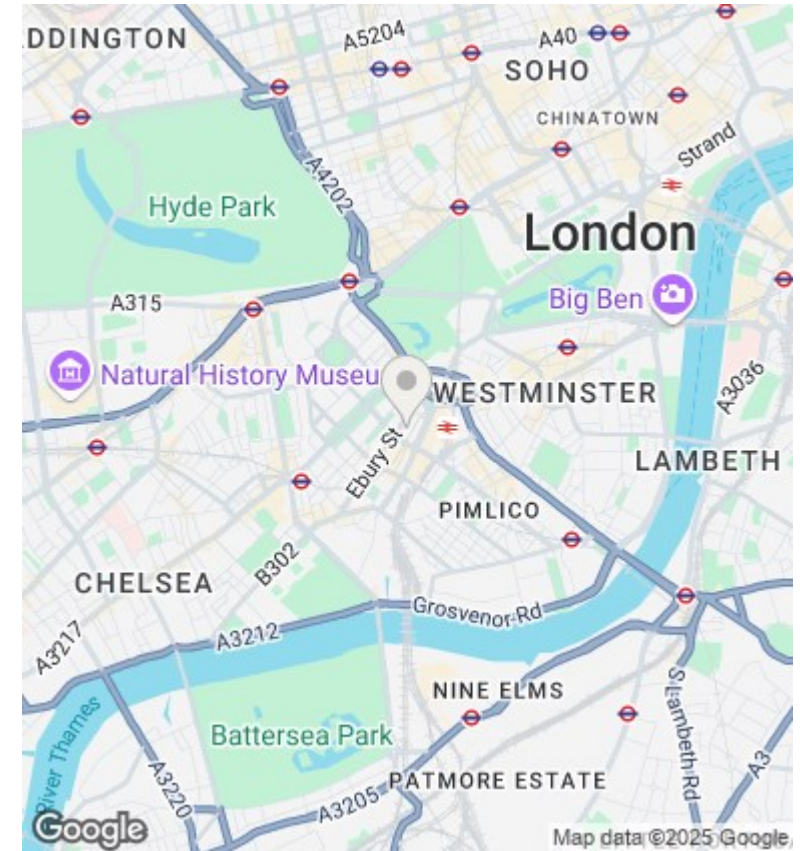 DDINGTON
A5204
A40
SOHO
CHINATOWN
Strand
A4202
Hyde Park
London
Big Ben
A315
Natural History Museu
WESTMINSTER
A3036
Ebury St
LAMBETH
PIMLICO
B302
CHELSEA
Grosvenor Rd
A3212
A3217
NINE ELMS
S Lambeth Rd
River Thames
Battersea Park
A3
A3220
PATMORE ESTATE
A3205
Google
Map data ©2025 Google